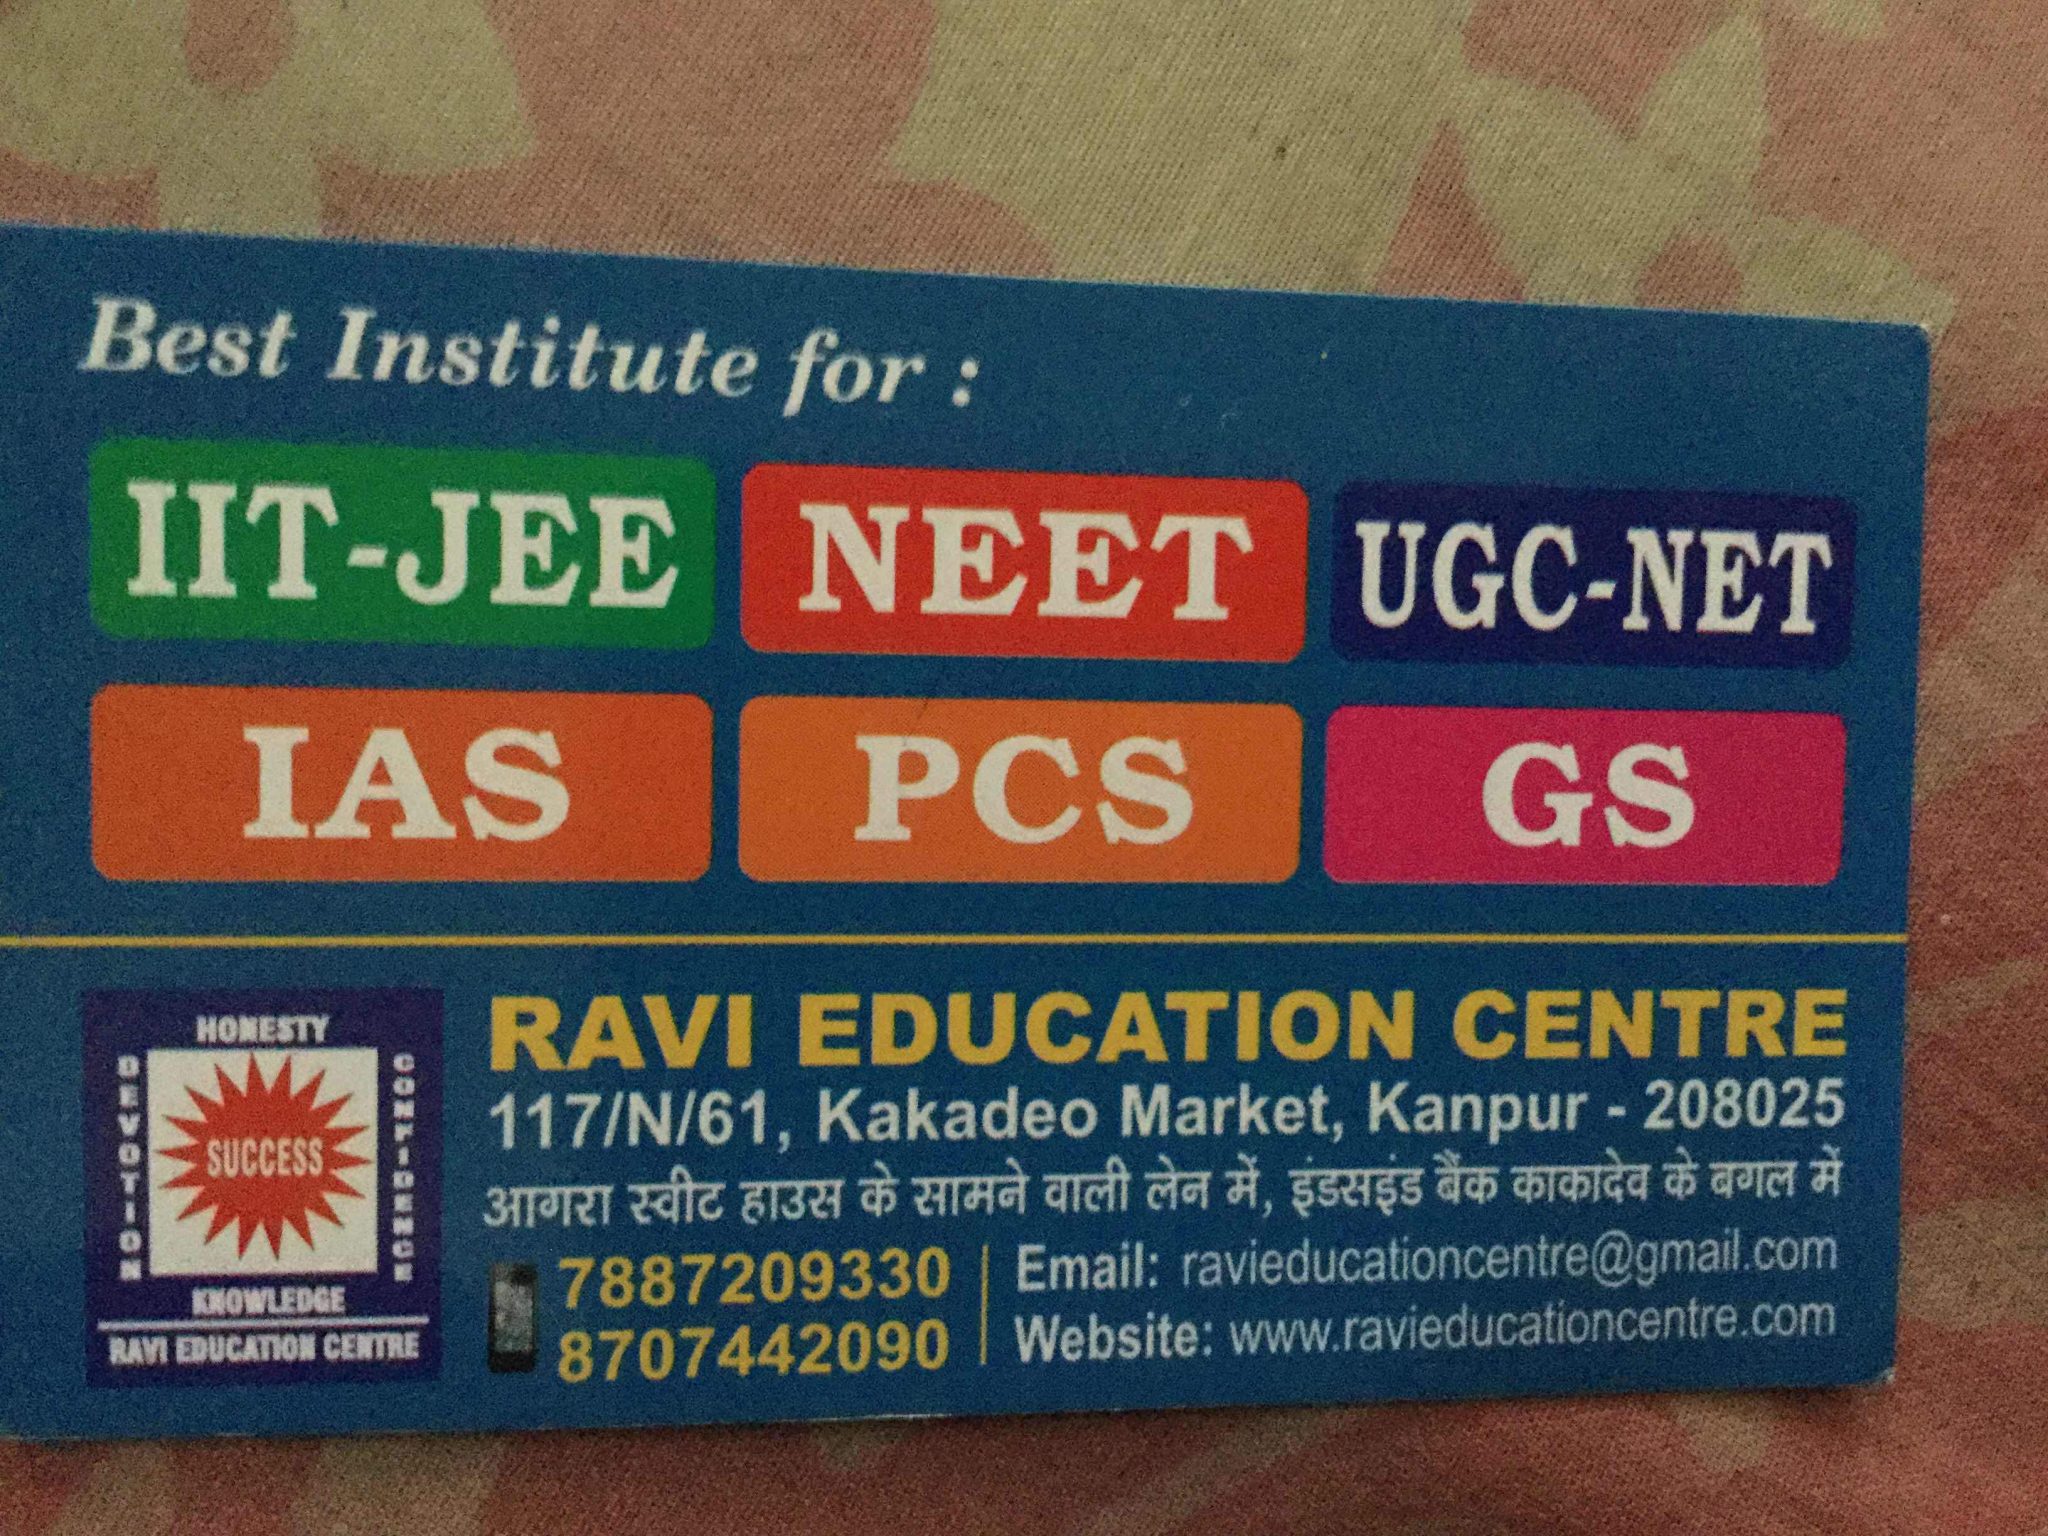 Best Institute for :
IIT-JEE NEET UGC-NET
IAS PCS GS
HONESTY
DEVOTION
SUCCESS
CONFIDENCE
KNOWLEDGE
RAVI EDUCATION CENTRE
RAVI EDUCATION CENTRE
117/N/61, Kakadeo Market, Kanpur - 208025
आगरा स्वीट हाउस के सामने वाली लेन में, इंडसइंड बैंक काकादेव के बगल में
7887209330
8707442090
Email: ravieducationcentre@gmail.com
Website: www.ravieducationcentre.com